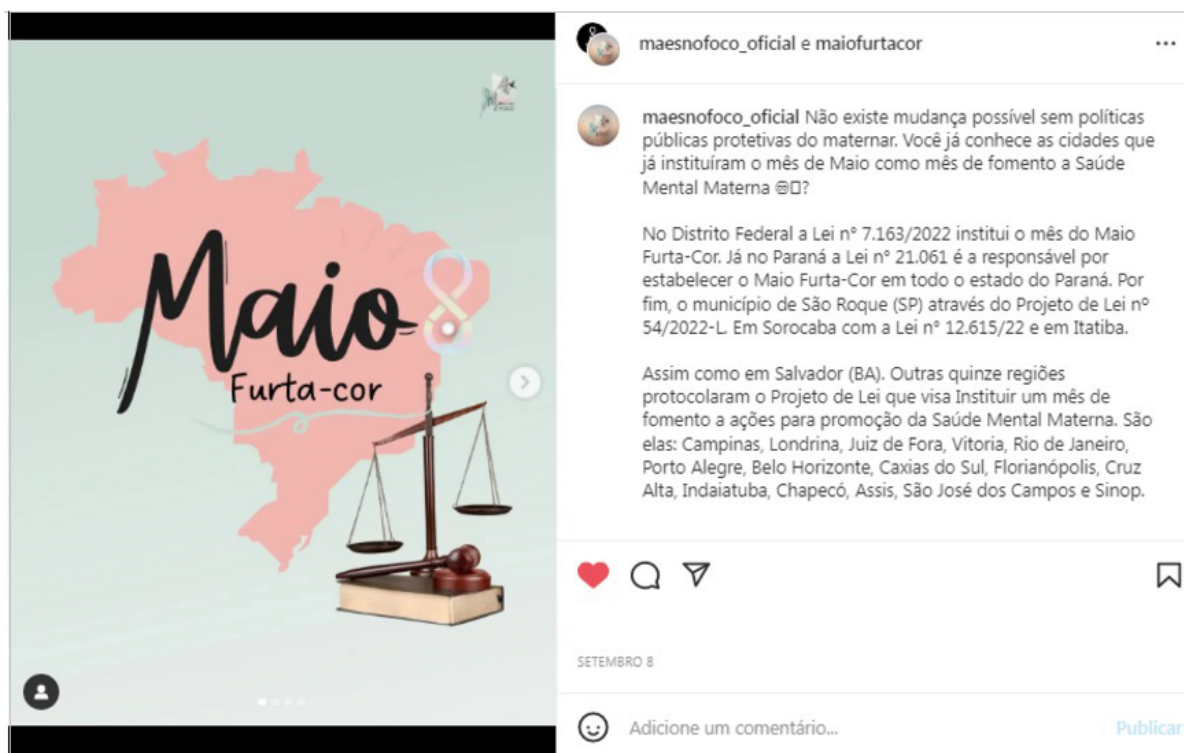 Maio
Furta-cor
maesnofoco_oficial e maiofurtacor
maesnofoco_oficial Não existe mudança possível sem políticas
públicas protetivas do maternar. Você já conhece as cidades que
já instituíram o mês de Maio como mês de fomento a Saúde
Mental Materna ?
No Distrito Federal a Lei nº 7.163/2022 institui o mês do Maio
Furta-Cor. Já no Paraná a Lei nº 21.061 é a responsável por
estabelecer o Maio Furta-Cor em todo o estado do Paraná. Por
fim, o município de São Roque (SP) através do Projeto de Lei nº
54/2022-L. Em Sorocaba com a Lei nº 12.615/22 e em Itatiba.
Assim como em Salvador (BA). Outras quinze regiões
protocolaram o Projeto de Lei que visa Instituir um mês de
fomento a ações para promoção da Saúde Mental Materna. São
elas: Campinas, Londrina, Juiz de Fora, Vitoria, Rio de Janeiro,
Porto Alegre, Belo Horizonte, Caxias do Sul, Florianópolis, Cruz
Alta, Indaiatuba, Chapecó, Assis, São José dos Campos e Sinop.
SETEMBRO 8
Adicione um comentário...
Publicar